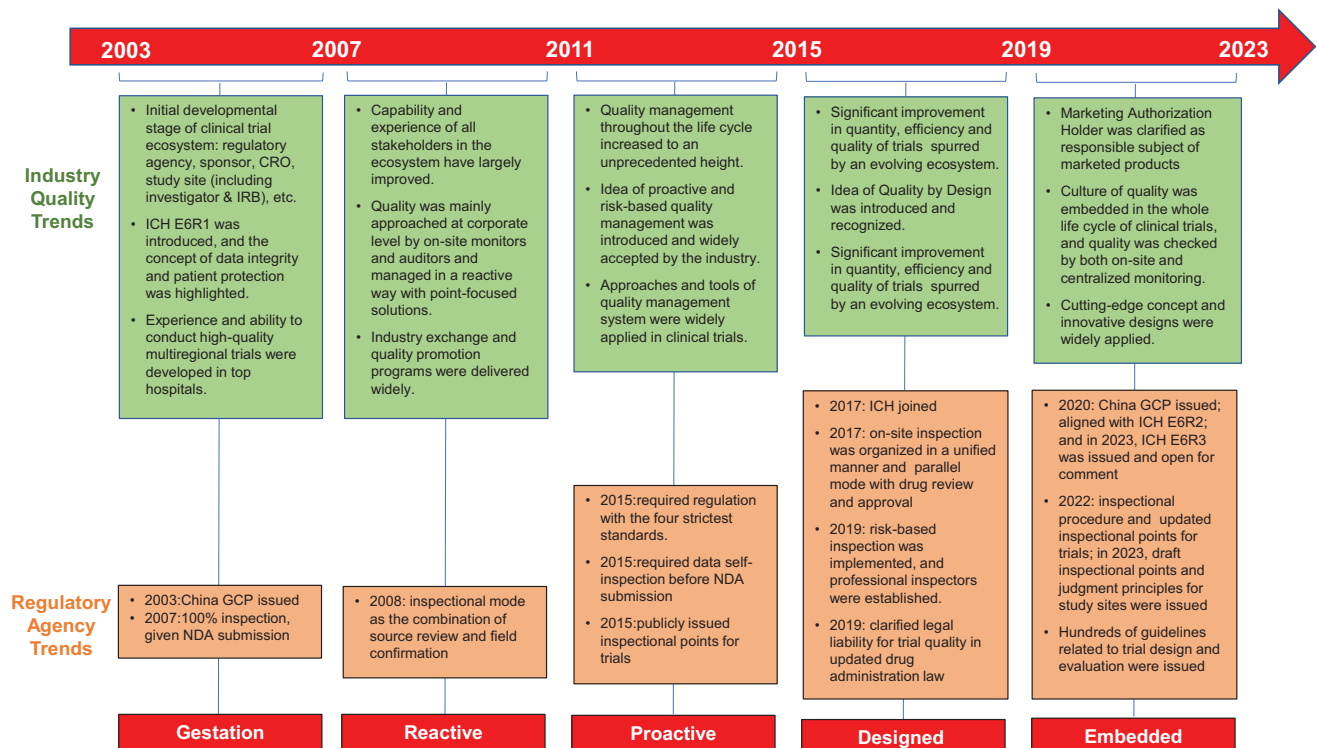 2003 2007 2011 2015 2019 2023
Industry
Quality
Trends
• Initial developmental
stage of clinical trial
ecosystem: regulatory
agency, sponsor, CRO,
study site (including
investigator & IRB), etc.
• ICH E6R1 was
introduced, and the
concept of data integrity
and patient protection
was highlighted.
• Experience and ability to
conduct high-quality
multiregional trials were
developed in top
hospitals.
• Capability and
experience of all
stakeholders in the
ecosystem have largely
improved.
• Quality was mainly
approached at corporate
level by on-site monitors
and auditors and
managed in a reactive
way with point-focused
solutions.
• Industry exchange and
quality promotion
programs were delivered
widely.
• Quality management
throughout the life cycle
increased to an
unprecedented height.
• Idea of proactive and
risk-based quality
management was
introduced and widely
accepted by the industry.
• Approaches and tools of
quality management
system were widely
applied in clinical trials.
• Significant improvement
in quantity, efficiency and
quality of trials spurred
by an evolving ecosystem.
• Idea of Quality by Design
was introduced and
recognized.
• Significant improvement
in quantity, efficiency and
quality of trials spurred
by an evolving ecosystem.
• Marketing Authorization
Holder was clarified as
responsible subject of
marketed products
• Culture of quality was
embedded in the whole
life cycle of clinical trials,
and quality was checked
by both on-site and
centralized monitoring.
• Cutting-edge concept and
innovative designs were
widely applied.
Regulatory
Agency
Trends
• 2003:China GCP issued
• 2007:100% inspection,
given NDA submission
• 2008: inspectional mode
as the combination of
source review and field
confirmation
• 2015:required regulation
with the four strictest
standards.
• 2015:required data self-
inspection before NDA
submission
• 2015:publicly issued
inspectional points for
trials
• 2017: ICH joined
• 2017: on-site inspection
was organized in a unified
manner and parallel
mode with drug review
and approval
• 2019: risk-based
inspection was
implemented, and
professional inspectors
were established.
• 2019: clarified legal
liability for trial quality in
updated drug
administration law
• 2020: China GCP issued;
aligned with ICH E6R2;
and in 2023, ICH E6R3
was issued and open for
comment
• 2022: inspectional
procedure and updated
inspectional points for
trials; in 2023, draft
inspectional points and
judgment principles for
study sites were issued
• Hundreds of guidelines
related to trial design and
evaluation were issued
Gestation
Reactive
Proactive
Designed
Embedded